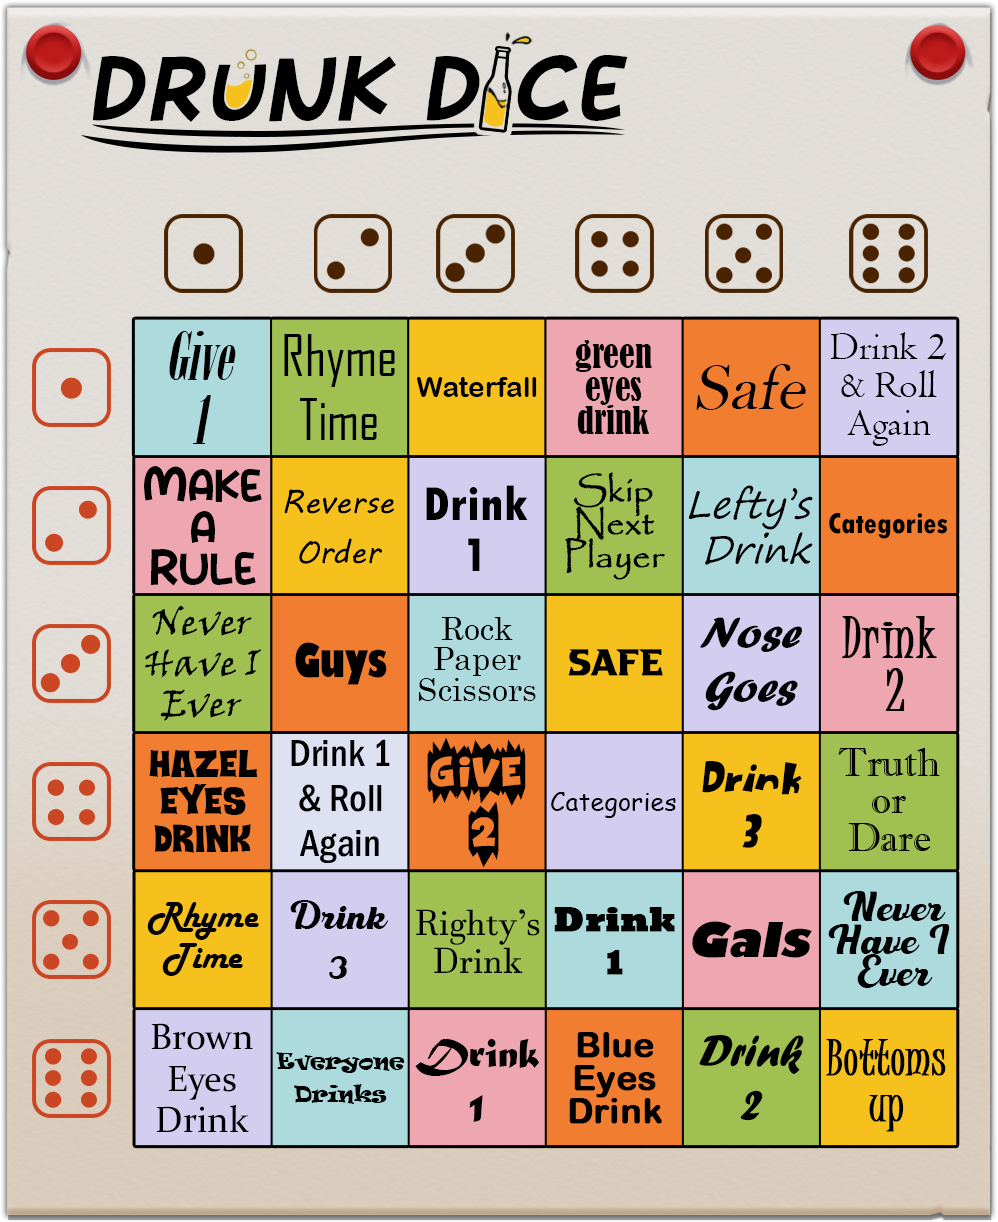 DRUNK DICE
Give
1
Rhyme
Time
Waterfall
green
eyes
drink
Safe
Drink 2
& Roll
Again
MAKE
A
RULE
Reverse
Order
Drink
1
Skip
Next
Player
Lefty's
Drink
Categories
Never
Have I
Ever
Guys
Rock
Paper
Scissors
SAFE
Nose
Goes
Drink
2
HAZEL
EYES
DRINK
Drink 1
& Roll
Again
GiVE
2
Categories
Drink
3
Truth
or
Dare
Rhyme
Time
Drink
3
Righty's
Drink
Drink
1
Gals
Never
Have I
Ever
Brown
Eyes
Drink
Everyone
Drinks
Drink
1
Blue
Eyes
Drink
Drink
2
Bottoms
up